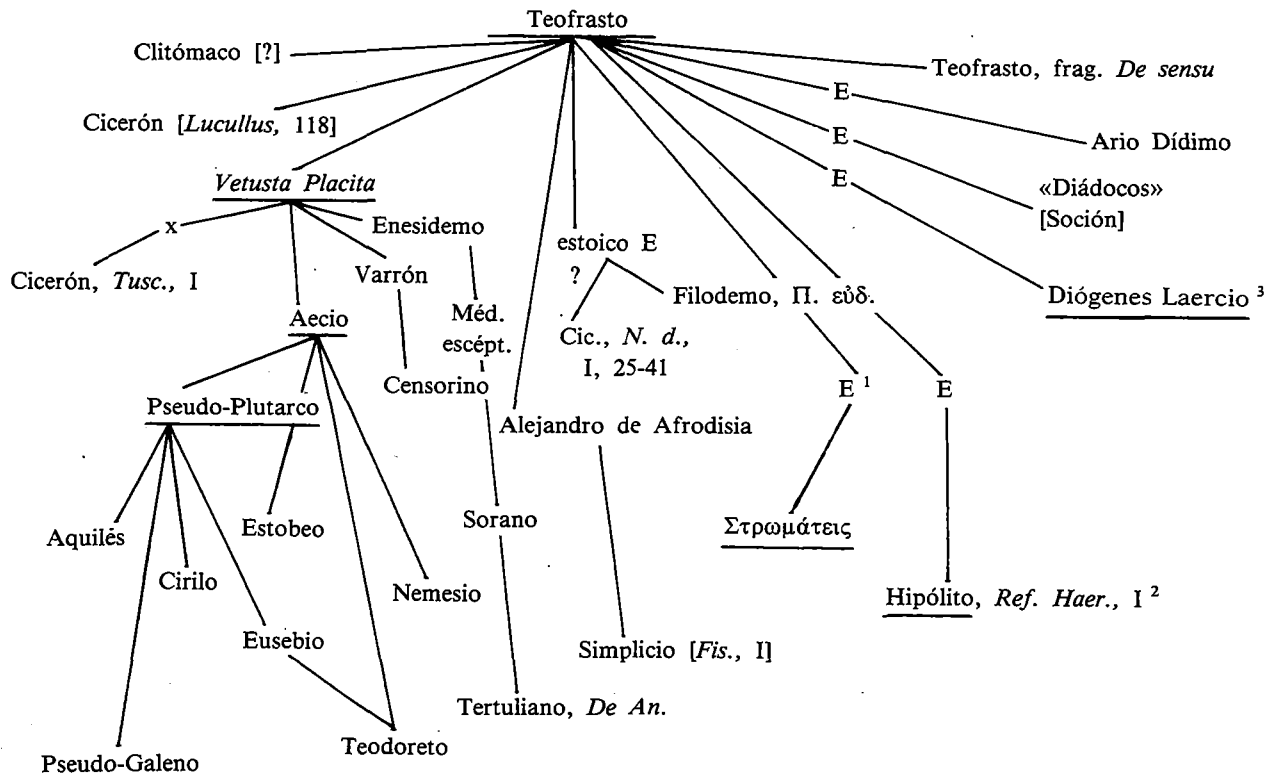 Teofrasto
Clitómaco [?]
Teofrasto, frag. De sensu
E
Cicerón [Lucullus, 118]
E
Ario Dídimo
E
Vetusta Placita
«Diádocos»
[Soción]
x
Enesidemo
estoico E
Cicerón, Tusc., I
Varrón
?
Filodemo, Π. εὐδ.
Diógenes Laercio ³
Aecio
Méd.
escépt.
Cic., N. d.,
I, 25-41
Censorino
E ¹
E
Pseudo-Plutarco
Alejandro de Afrodisia
Aquilés
Estobeo
Sorano
Στρωμάτεις
Cirilo
Nemesio
Hipólito, Ref. Haer., I ²
Eusebio
Simplicio [Fis., I]
Tertuliano, De An.
Teodoreto
Pseudo-Galeno